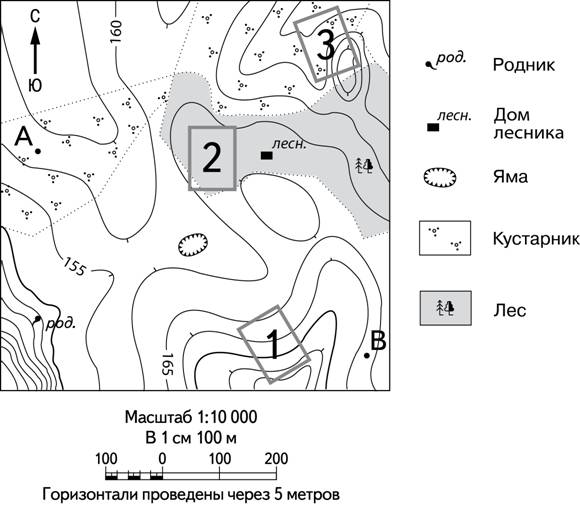 С
Ю
160
3
А
2
лесн.
155
род.
1
165
В
род.
Родник
лесн.
Дом
лесника
Яма
Кустарник
Лес
Масштаб 1:10 000
В 1 см 100 м
100 0 100 200
Горизонтали проведены через 5 метров